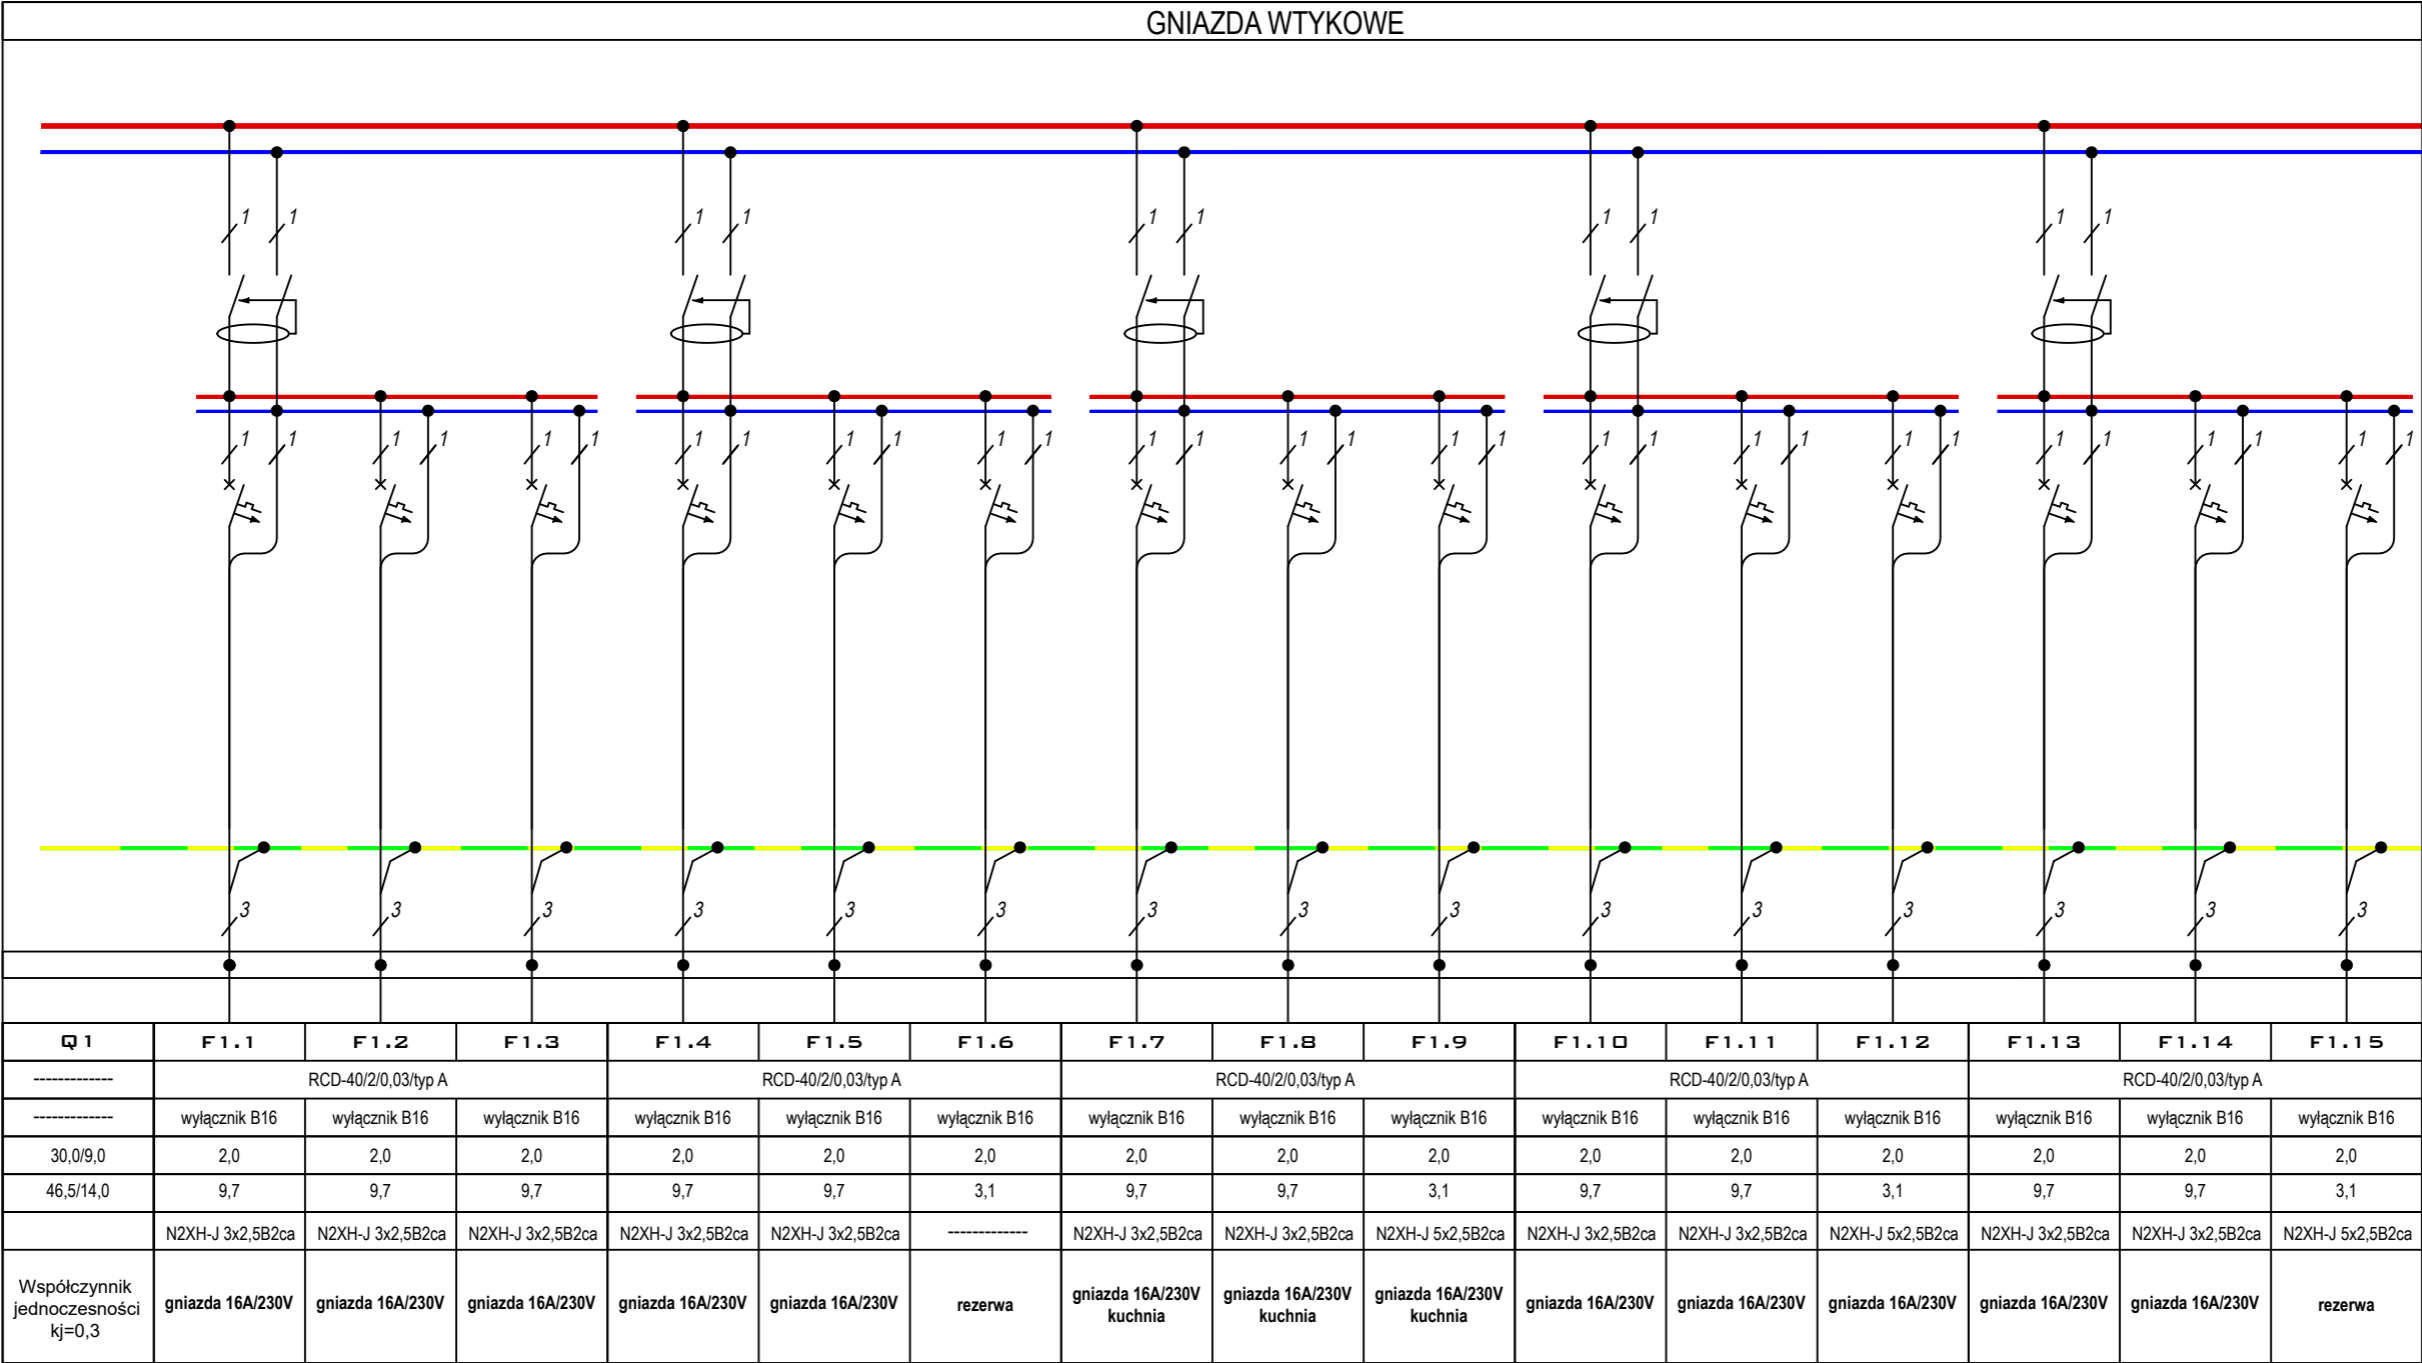 GNIAZDA WTYKOWE
1 1 1 1 1 1 1 1 1 1
1 1 1 1 1 1 1 1 1 1 1 1 1 1 1 1 1 1 1 1 1 1 1 1 1 1 1 1 1 1
3 3 3 3 3 3 3 3 3 3 3 3 3 3 3
Q1 F1.1 F1.2 F1.3 F1.4 F1.5 F1.6 F1.7 F1.8 F1.9 F1.10 F1.11 F1.12 F1.13 F1.14 F1.15
------------- RCD-40/2/0,03/typ A RCD-40/2/0,03/typ A RCD-40/2/0,03/typ A RCD-40/2/0,03/typ A RCD-40/2/0,03/typ A
------------- wyłącznik B16 wyłącznik B16 wyłącznik B16 wyłącznik B16 wyłącznik B16 wyłącznik B16 wyłącznik B16 wyłącznik B16 wyłącznik B16 wyłącznik B16 wyłącznik B16 wyłącznik B16 wyłącznik B16 wyłącznik B16 wyłącznik B16
30,0/9,0 2,0 2,0 2,0 2,0 2,0 2,0 2,0 2,0 2,0 2,0 2,0 2,0 2,0 2,0 2,0
46,5/14,0 9,7 9,7 9,7 9,7 9,7 3,1 9,7 9,7 3,1 9,7 9,7 3,1 9,7 9,7 3,1
N2XH-J 3x2,5B2ca N2XH-J 3x2,5B2ca N2XH-J 3x2,5B2ca N2XH-J 3x2,5B2ca N2XH-J 3x2,5B2ca ------------- N2XH-J 3x2,5B2ca N2XH-J 3x2,5B2ca N2XH-J 5x2,5B2ca N2XH-J 3x2,5B2ca N2XH-J 3x2,5B2ca N2XH-J 5x2,5B2ca N2XH-J 3x2,5B2ca N2XH-J 3x2,5B2ca N2XH-J 5x2,5B2ca
Współczynnik
jednoczesności
kj=0,3
gniazda 16A/230V
gniazda 16A/230V
gniazda 16A/230V
gniazda 16A/230V
gniazda 16A/230V
rezerwa
gniazda 16A/230V
kuchnia
gniazda 16A/230V
kuchnia
gniazda 16A/230V
kuchnia
gniazda 16A/230V
gniazda 16A/230V
gniazda 16A/230V
gniazda 16A/230V
gniazda 16A/230V
rezerwa